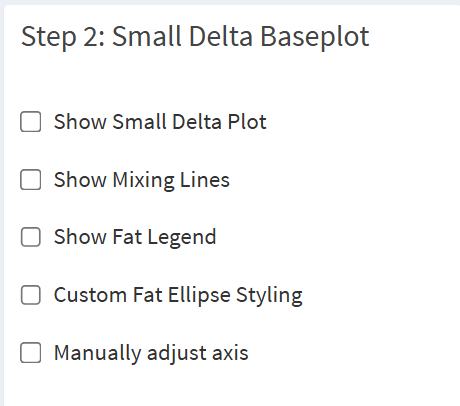 Step 2: Small Delta Baseplot
Show Small Delta Plot
Show Mixing Lines
Show Fat Legend
Custom Fat Ellipse Styling
Manually adjust axis